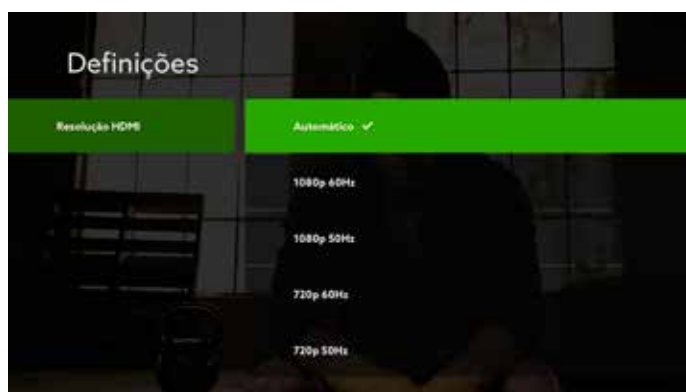 Definições
Resolução HDMI
Automático ✓
1080p 60Hz
1080p 50Hz
720p 60Hz
720p 50Hz